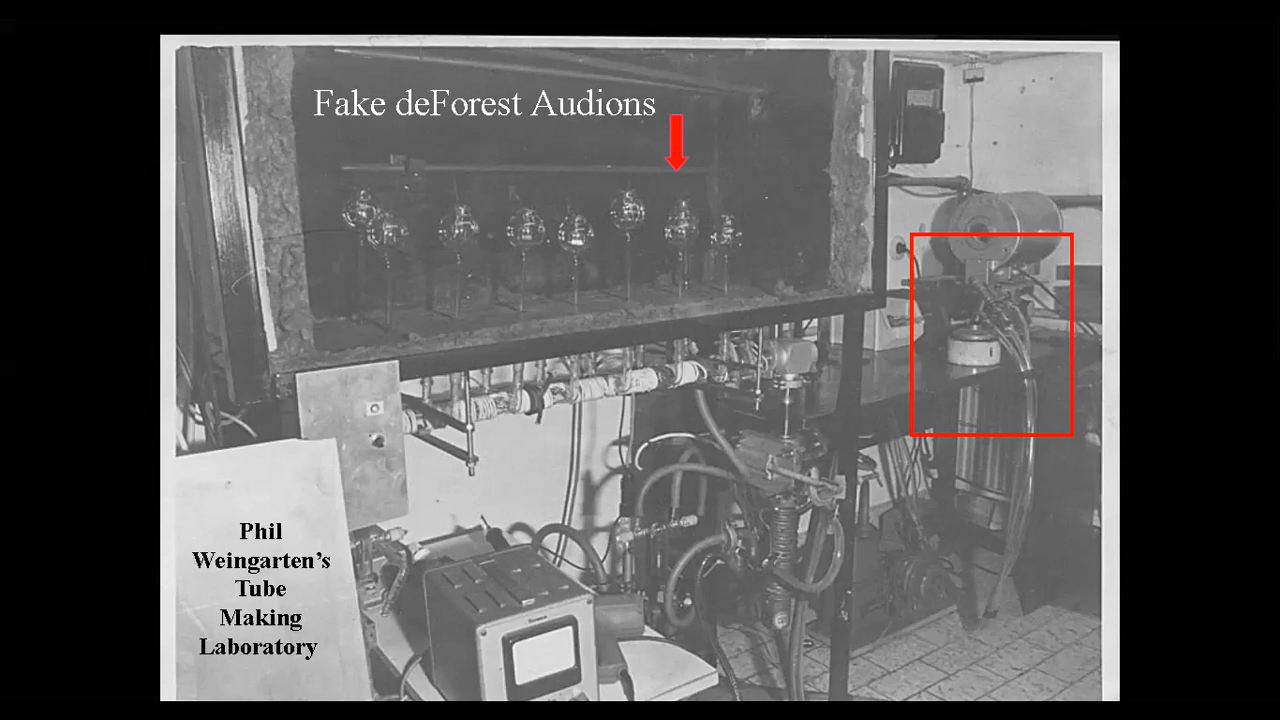 Fake deForest Audions
Phil
Weingarten’s
Tube
Making
Laboratory